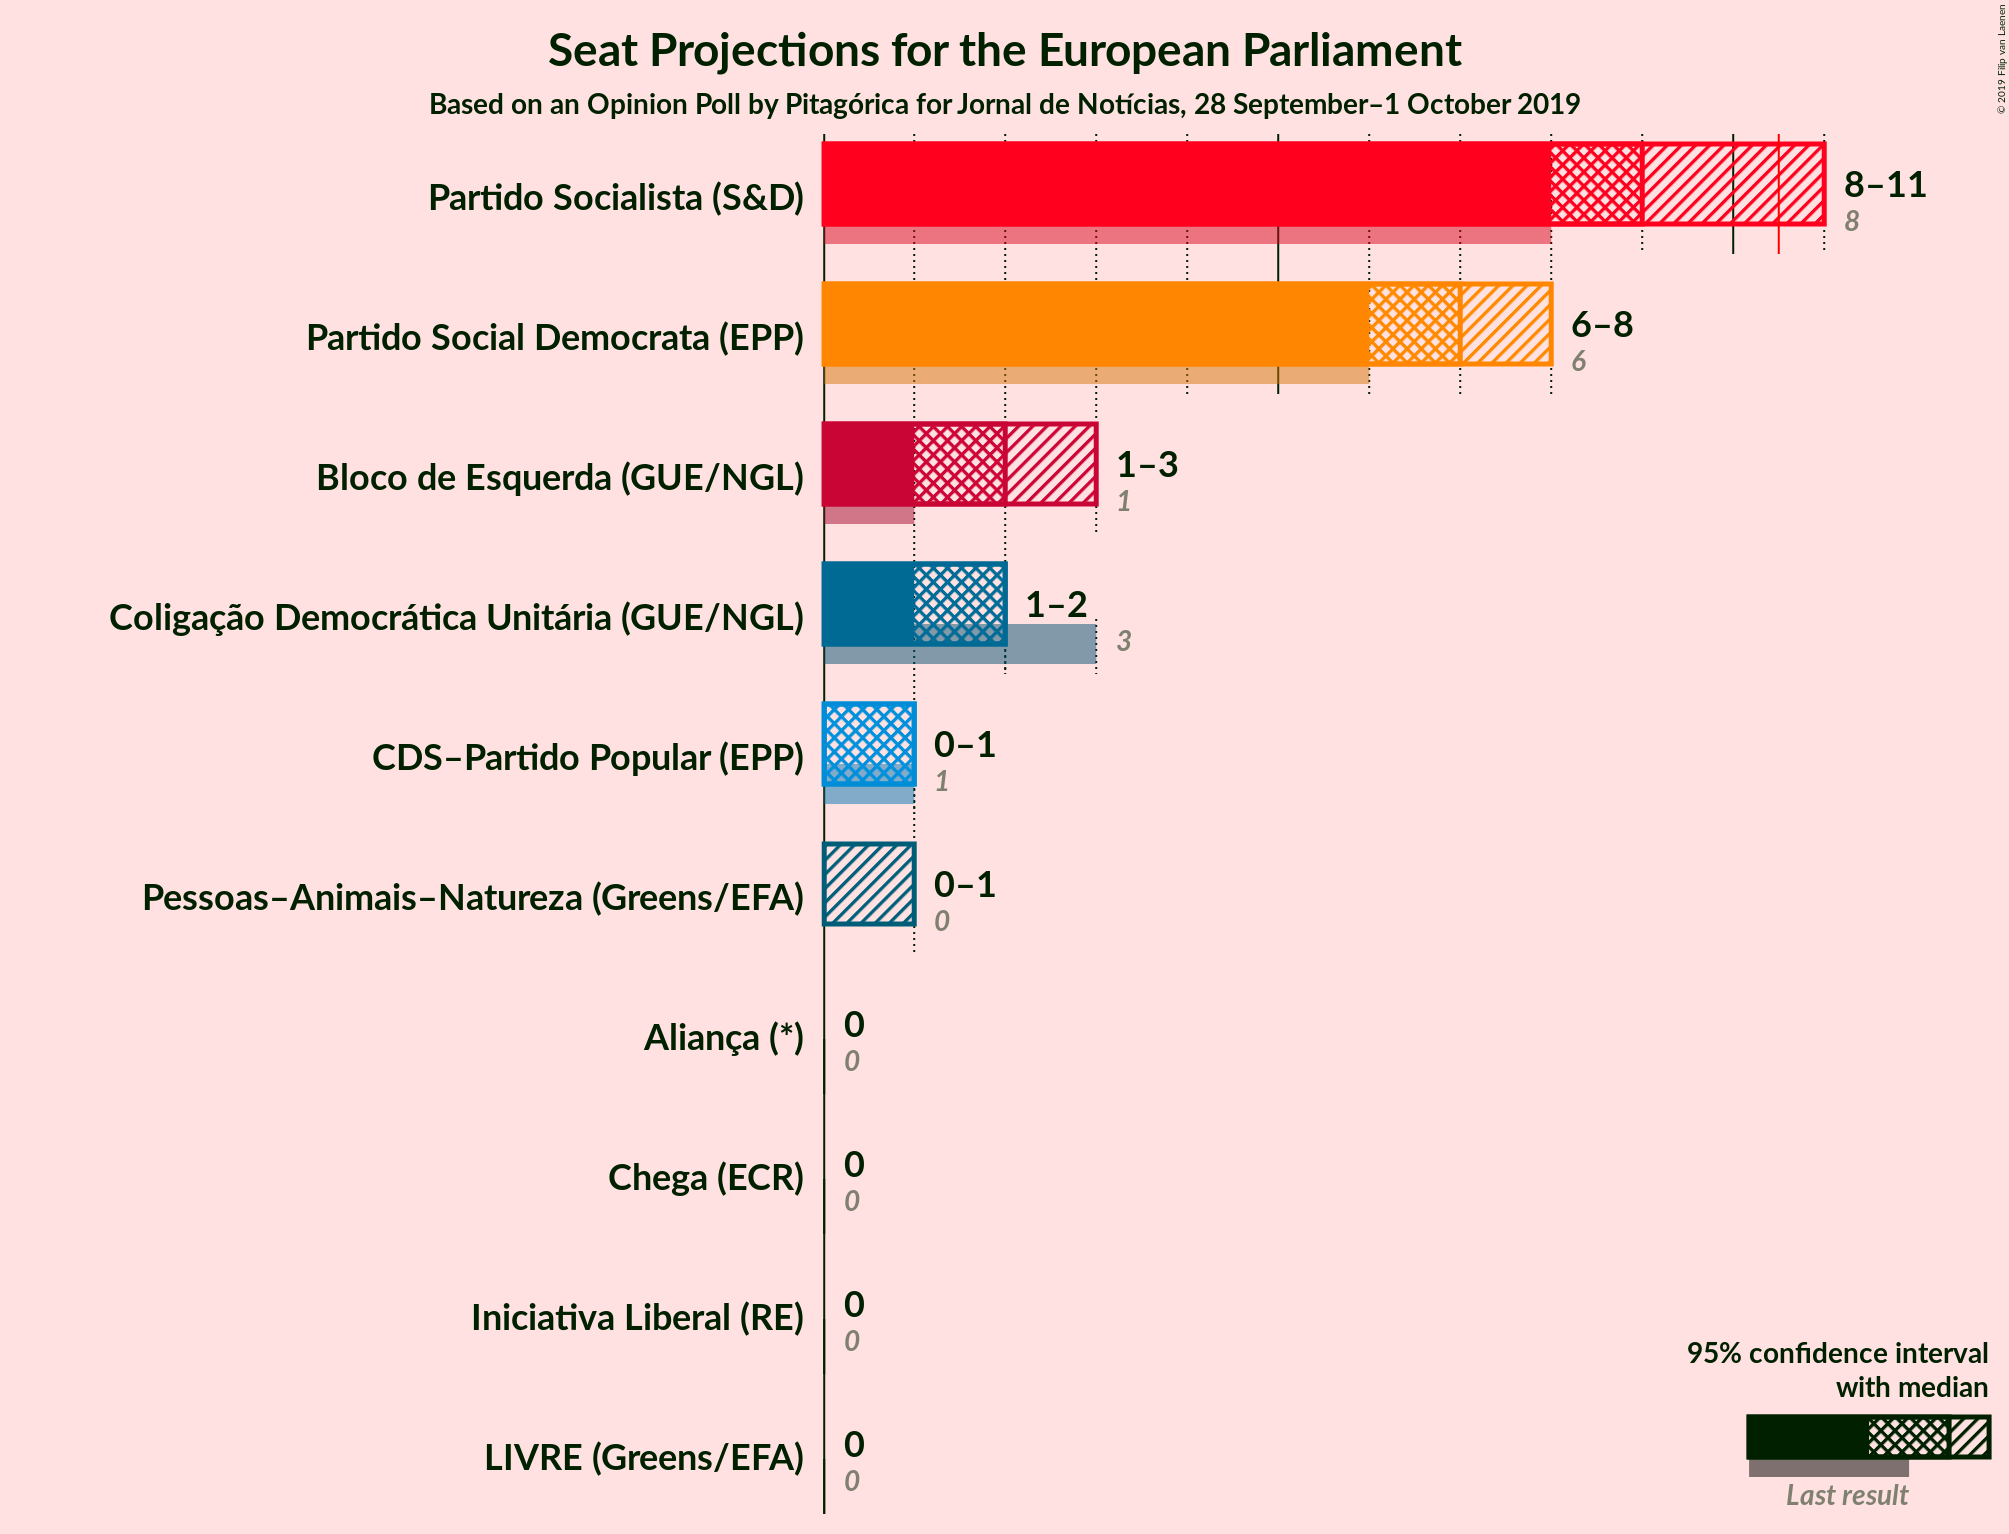 Seat Projections for the European Parliament
Based on an Opinion Poll by Pitagórica for Jornal de Notícias, 28 September–1 October 2019
© 2019 Filip van Laenen
Partido Socialista (S&D)
8–11
8
Partido Social Democrata (EPP)
6–8
6
Bloco de Esquerda (GUE/NGL)
1–3
1
Coligação Democrática Unitária (GUE/NGL)
1–2
3
CDS–Partido Popular (EPP)
0–1
1
Pessoas–Animais–Natureza (Greens/EFA)
0–1
0
Aliança (*)
0
0
Chega (ECR)
0
0
Iniciativa Liberal (RE)
0
0
LIVRE (Greens/EFA)
0
0
95% confidence interval
with median
Last result